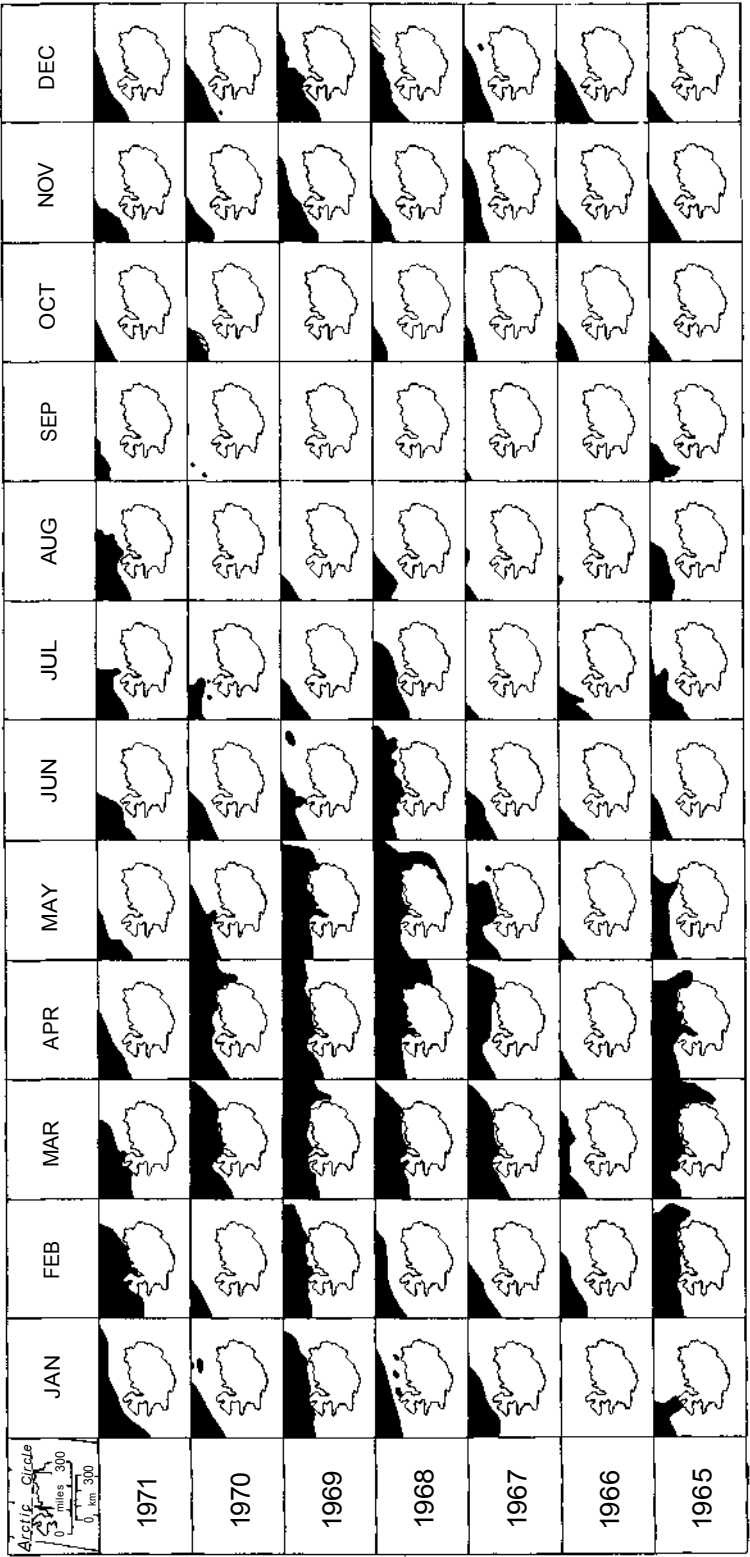 Arctic Circle
0 miles 300
0 km 300
JAN FEB MAR APR MAY JUN JUL AUG SEP OCT NOV DEC
1971
1970
1969
1968
1967
1966
1965